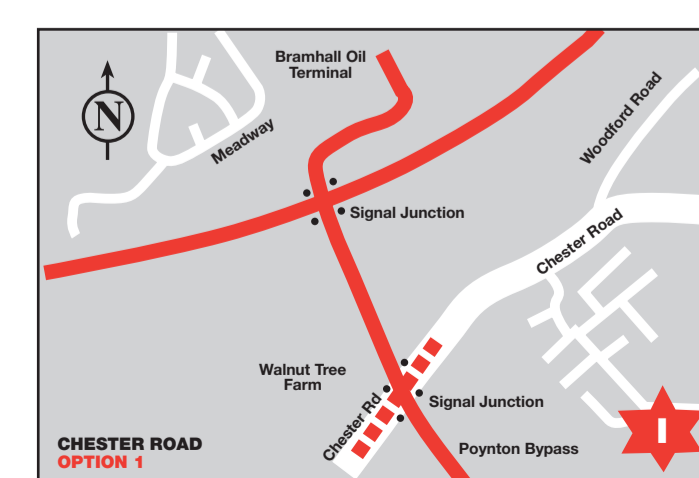 Bramhall Oil
Terminal
N
Meadway
Woodford Road
Signal Junction
Chester Road
Walnut Tree
Farm
Chester Rd
Signal Junction
I
CHESTER ROAD
OPTION 1
Poynton Bypass